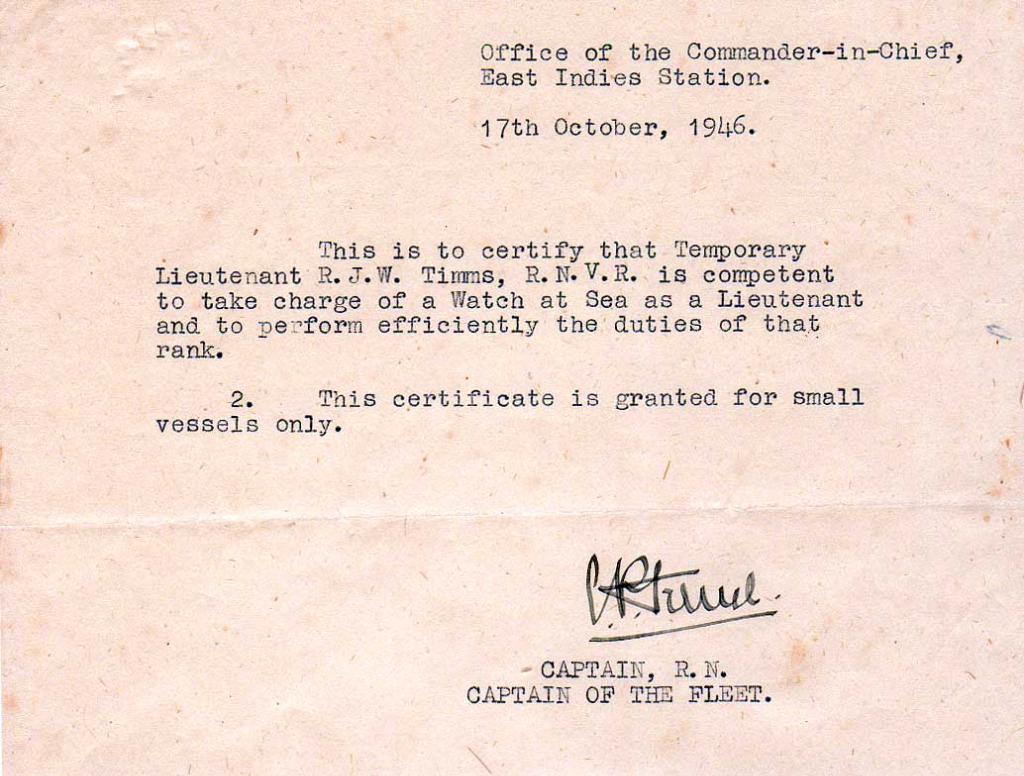 Office of the Commander-in-Chief,
East Indies Station.
17th October, 1946.
This is to certify that Temporary
Lieutenant R.J.W. Timms, R.N.V.R. is competent
to take charge of a Watch at Sea as a Lieutenant
and to perform efficiently the duties of that
rank.
2. This certificate is granted for small
vessels only.
CAPTAIN, R.N.
CAPTAIN OF THE FLEET.